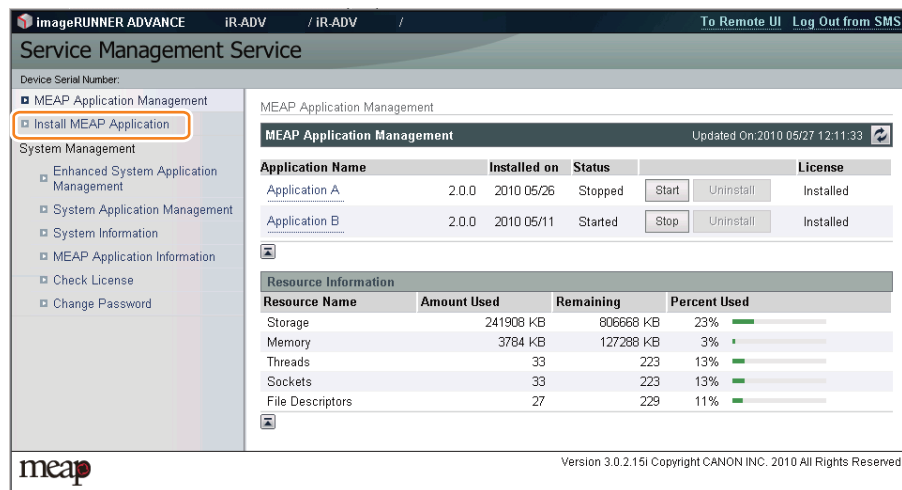 imageRUNNER ADVANCE iR-ADV / iR-ADV / To Remote UI Log Out from SMS
Service Management Service
Device Serial Number:
MEAP Application Management
Install MEAP Application
System Management
Enhanced System Application
Management
System Application Management
System Information
MEAP Application Information
Check License
Change Password
MEAP Application Management
MEAP Application Management Updated On:2010 05/27 12:11:33
Application Name Installed on Status License
Application A 2.0.0 2010 05/26 Stopped Start Uninstall Installed
Application B 2.0.0 2010 05/11 Started Stop Uninstall Installed
Resource Information
Resource Name Amount Used Remaining Percent Used
Storage 241908 KB 806668 KB 23%
Memory 3784 KB 127288 KB 3%
Threads 33 223 13%
Sockets 33 223 13%
File Descriptors 27 229 11%
meap
Version 3.0.2.15i Copyright CANON INC. 2010 All Rights Reserved